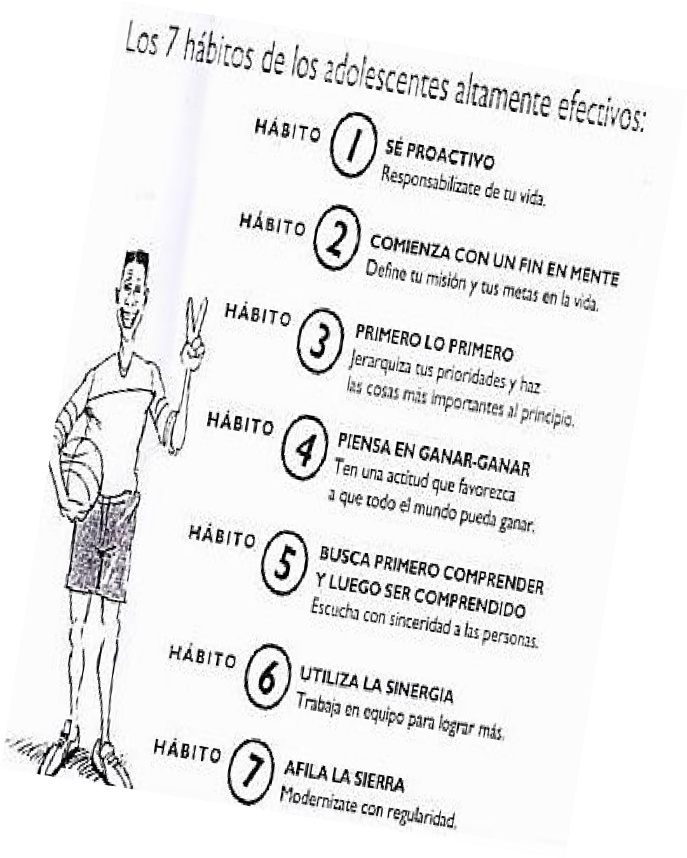 Los 7 hábitos de los adolescentes altamente efectivos:
HÁBITO 1 SÉ PROACTIVO
Responsabilízate de tu vida.
HÁBITO 2 COMIENZA CON UN FIN EN MENTE
Define tu misión y tus metas en la vida.
HÁBITO 3 PRIMERO LO PRIMERO
Jerarquiza tus prioridades y haz
las cosas más importantes al principio.
HÁBITO 4 PIENSA EN GANAR-GANAR
Ten una actitud que favorezca
a que todo el mundo pueda ganar.
HÁBITO 5 BUSCA PRIMERO COMPRENDER
Y LUEGO SER COMPRENDIDO
Escucha con sinceridad a las personas.
HÁBITO 6 UTILIZA LA SINERGIA
Trabaja en equipo para lograr más.
HÁBITO 7 AFILA LA SIERRA
Modernízate con regularidad.